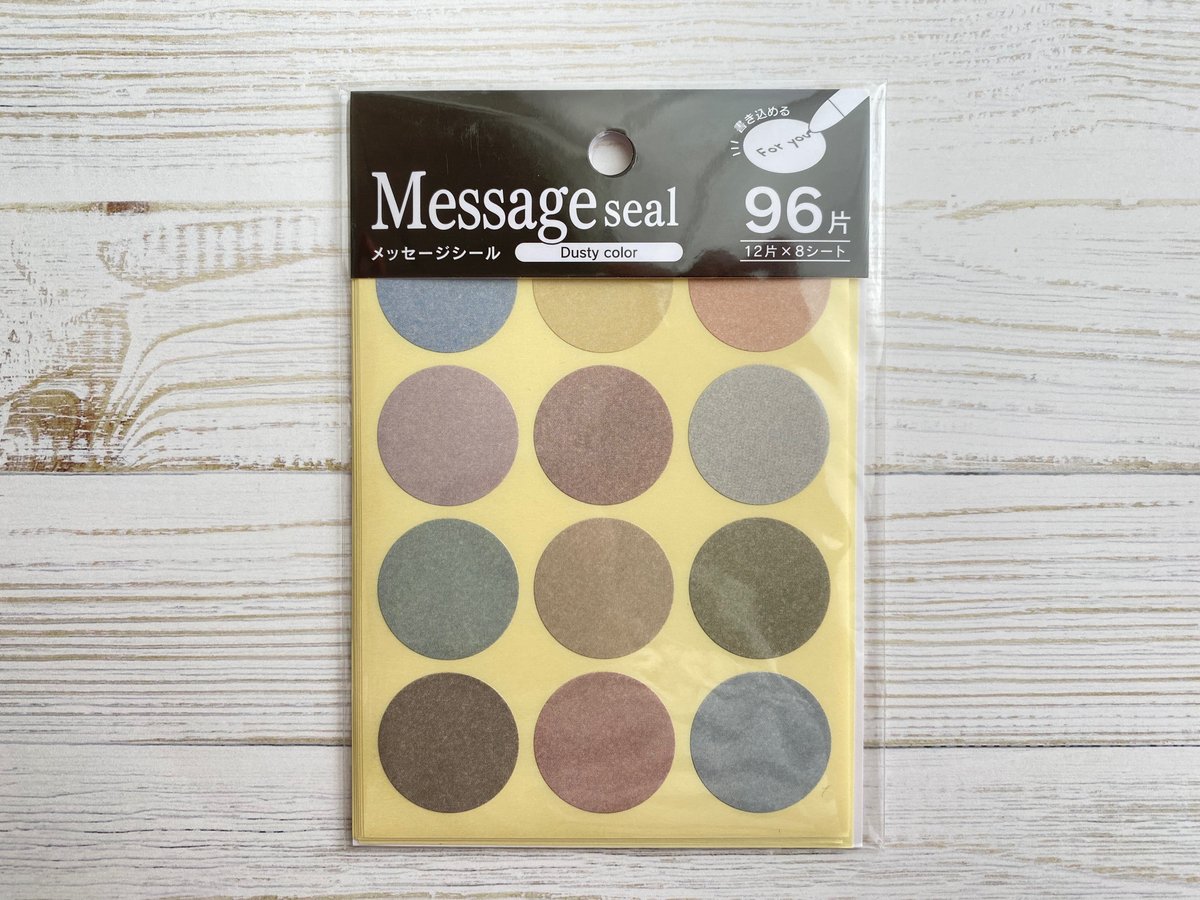 書き込める
For you
Message seal
96片
メッセージシール
Dusty color
12片×8シート